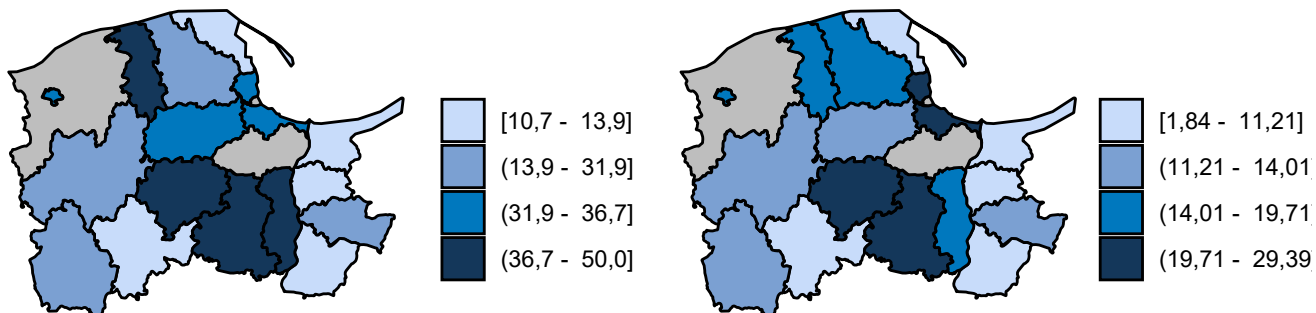 [10,7 - 13,9]
(13,9 - 31,9]
(31,9 - 36,7]
(36,7 - 50,0]
[1,84 - 11,21]
(11,21 - 14,01]
(14,01 - 19,71]
(19,71 - 29,39]